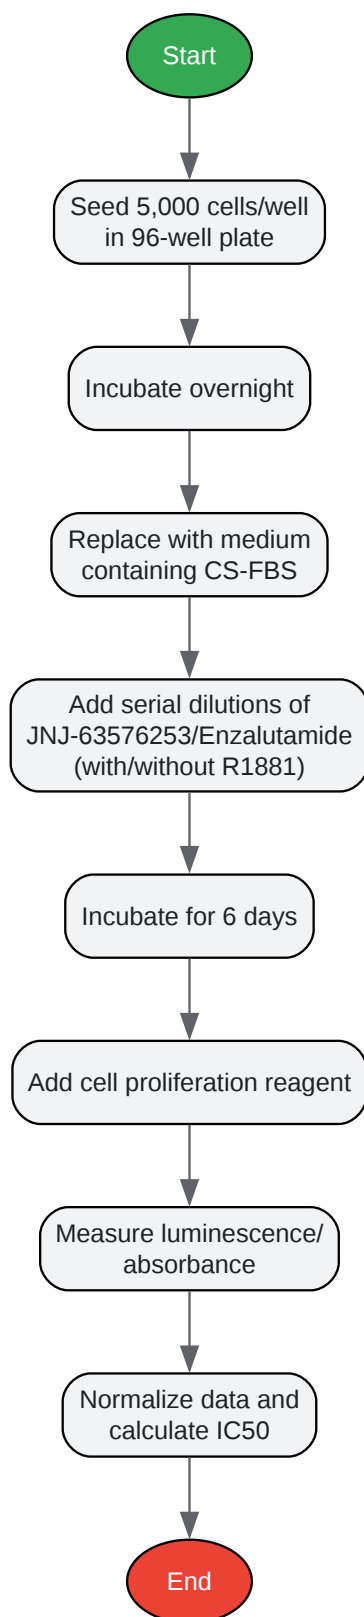 Start
Seed 5,000 cells/well
in 96-well plate
Incubate overnight
Replace with medium
containing CS-FBS
Add serial dilutions of
JNJ-63576253/Enzalutamide
(with/without R1881)
Incubate for 6 days
Add cell proliferation reagent
Measure luminescence/
absorbance
Normalize data and
calculate IC50
End